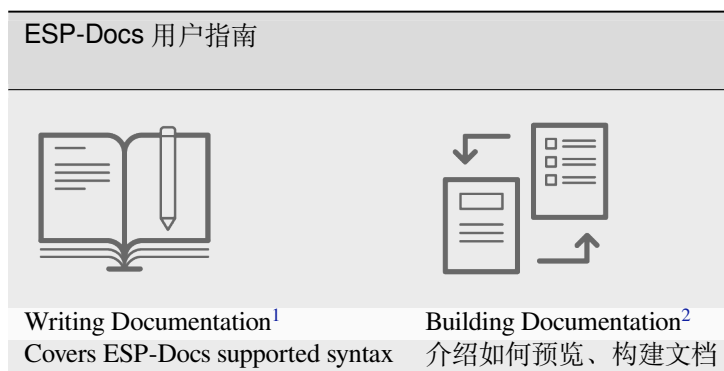 ESP-Docs 用户指南
Writing Documentation1 Building Documentation2
Covers ESP-Docs supported syntax 介绍如何预览、构建文档